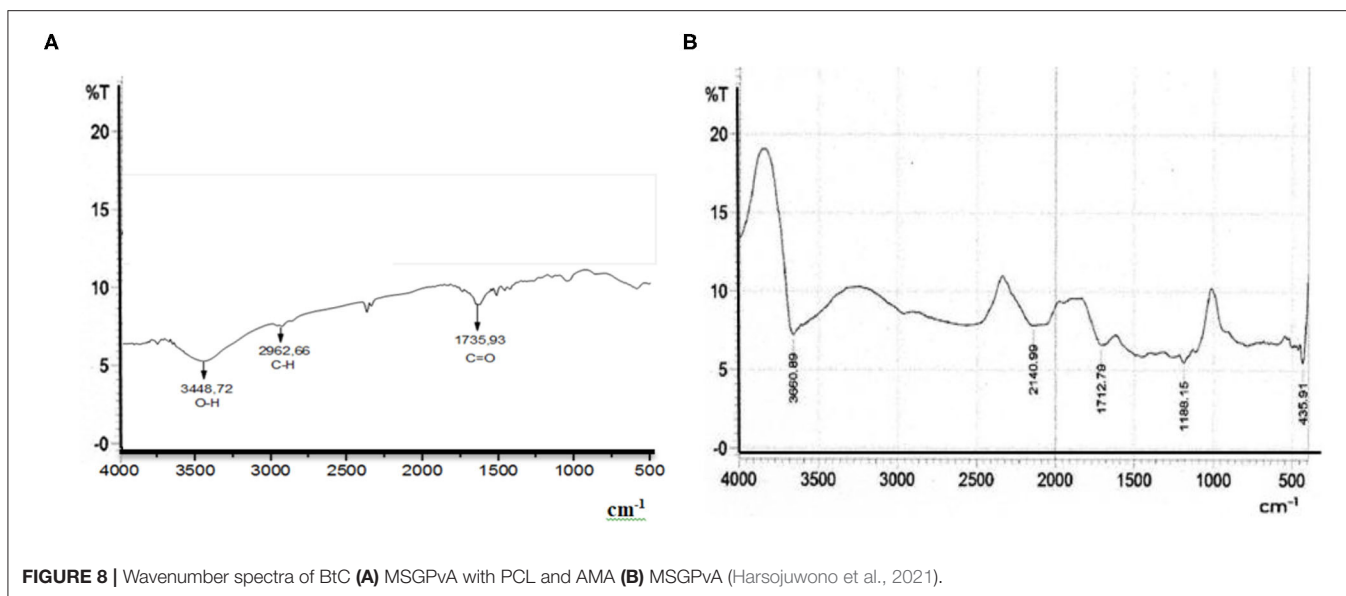 A
%T
20
15
10
5
-0
3448,72
O-H
2962,66
C-H
1735,93
C=O
4000 3500 3000 2500 2000 1500 1000 500
cm-1
B
%T
20
15
10
5
-0
3660.89
2140.99
1712.79
1188.15
435.91
4000 3500 3000 2500 2000 1500 1000 500
cm-1
FIGURE 8 | Wavenumber spectra of BtC (A) MSGPvA with PCL and AMA (B) MSGPvA (Harsojuwono et al., 2021).